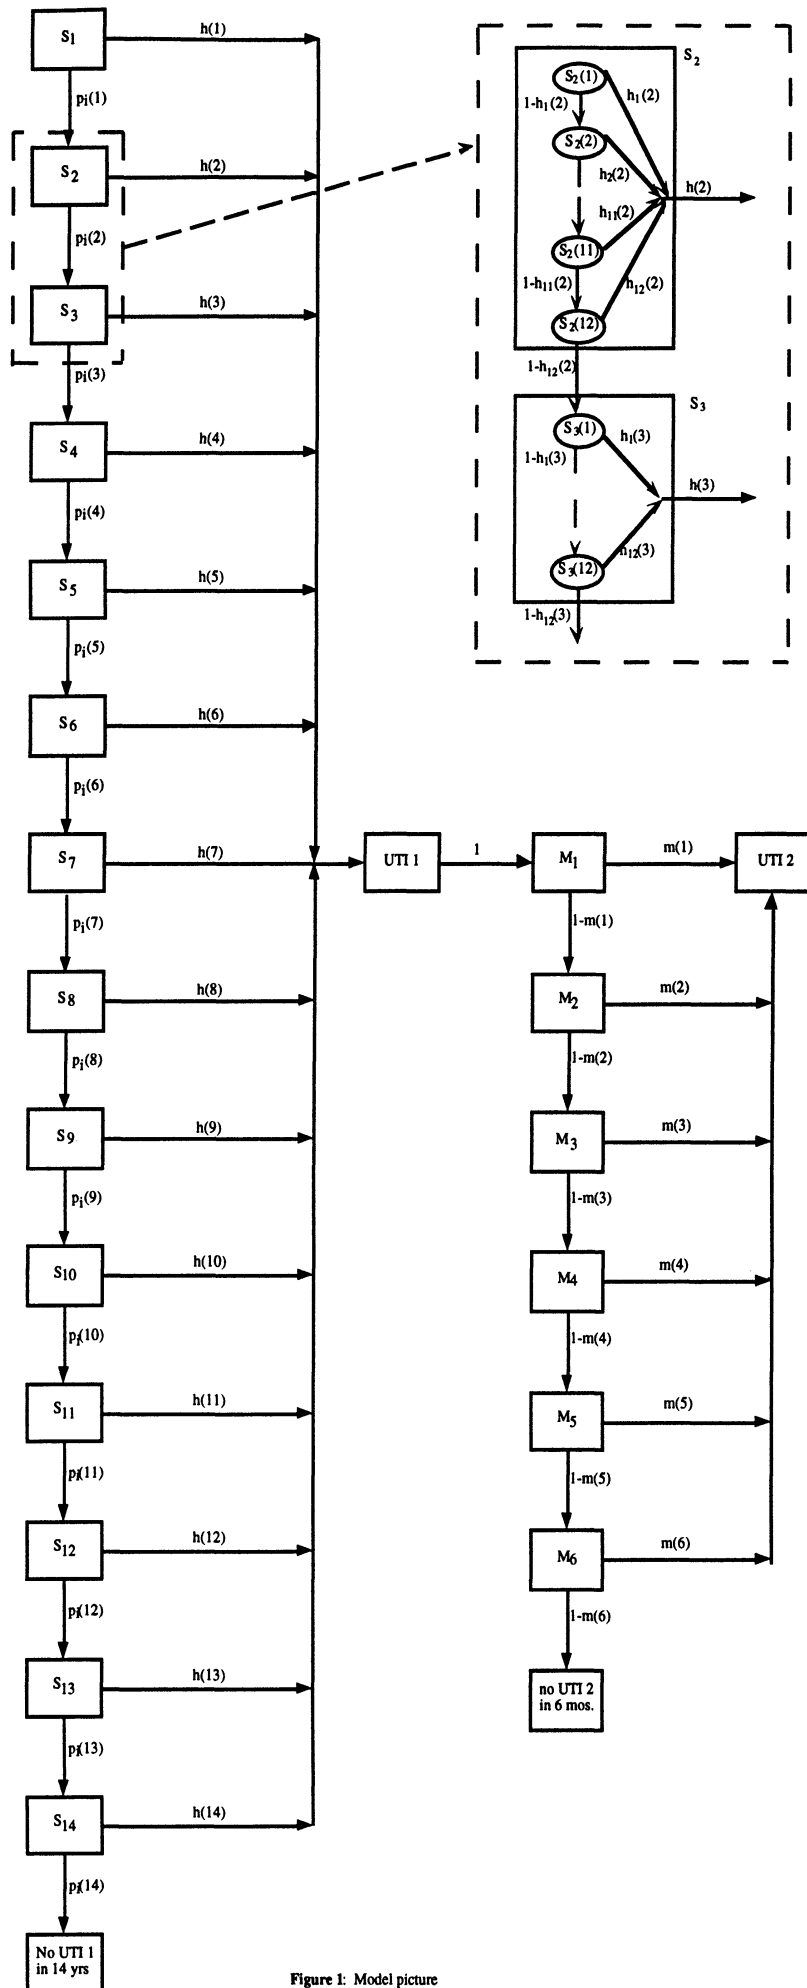 S1
h(1)
pi(1)
S2
h(2)
pi(2)
S3
h(3)
pi(3)
S4
h(4)
pi(4)
S5
h(5)
pi(5)
S6
h(6)
pi(6)
S7
h(7)
pi(7)
S8
h(8)
pi(8)
S9
h(9)
pi(9)
S10
h(10)
pi(10)
S11
h(11)
pi(11)
S12
h(12)
pi(12)
S13
h(13)
pi(13)
S14
h(14)
pi(14)
No UTI 1
in 14 yrs
S2
S2(1)
1-h1(2)
h1(2)
S2(2)
h2(2)
h(2)
h11(2)
S2(11)
1-h11(2)
h12(2)
S2(12)
1-h12(2)
S3
S3(1)
h1(3)
1-h1(3)
h(3)
h12(3)
S3(12)
1-h12(3)
UTI 1
1
M1
m(1)
UTI 2
1-m(1)
M2
m(2)
1-m(2)
M3
m(3)
1-m(3)
M4
m(4)
1-m(4)
M5
m(5)
1-m(5)
M6
m(6)
1-m(6)
no UTI 2
in 6 mos.
Figure 1: Model picture